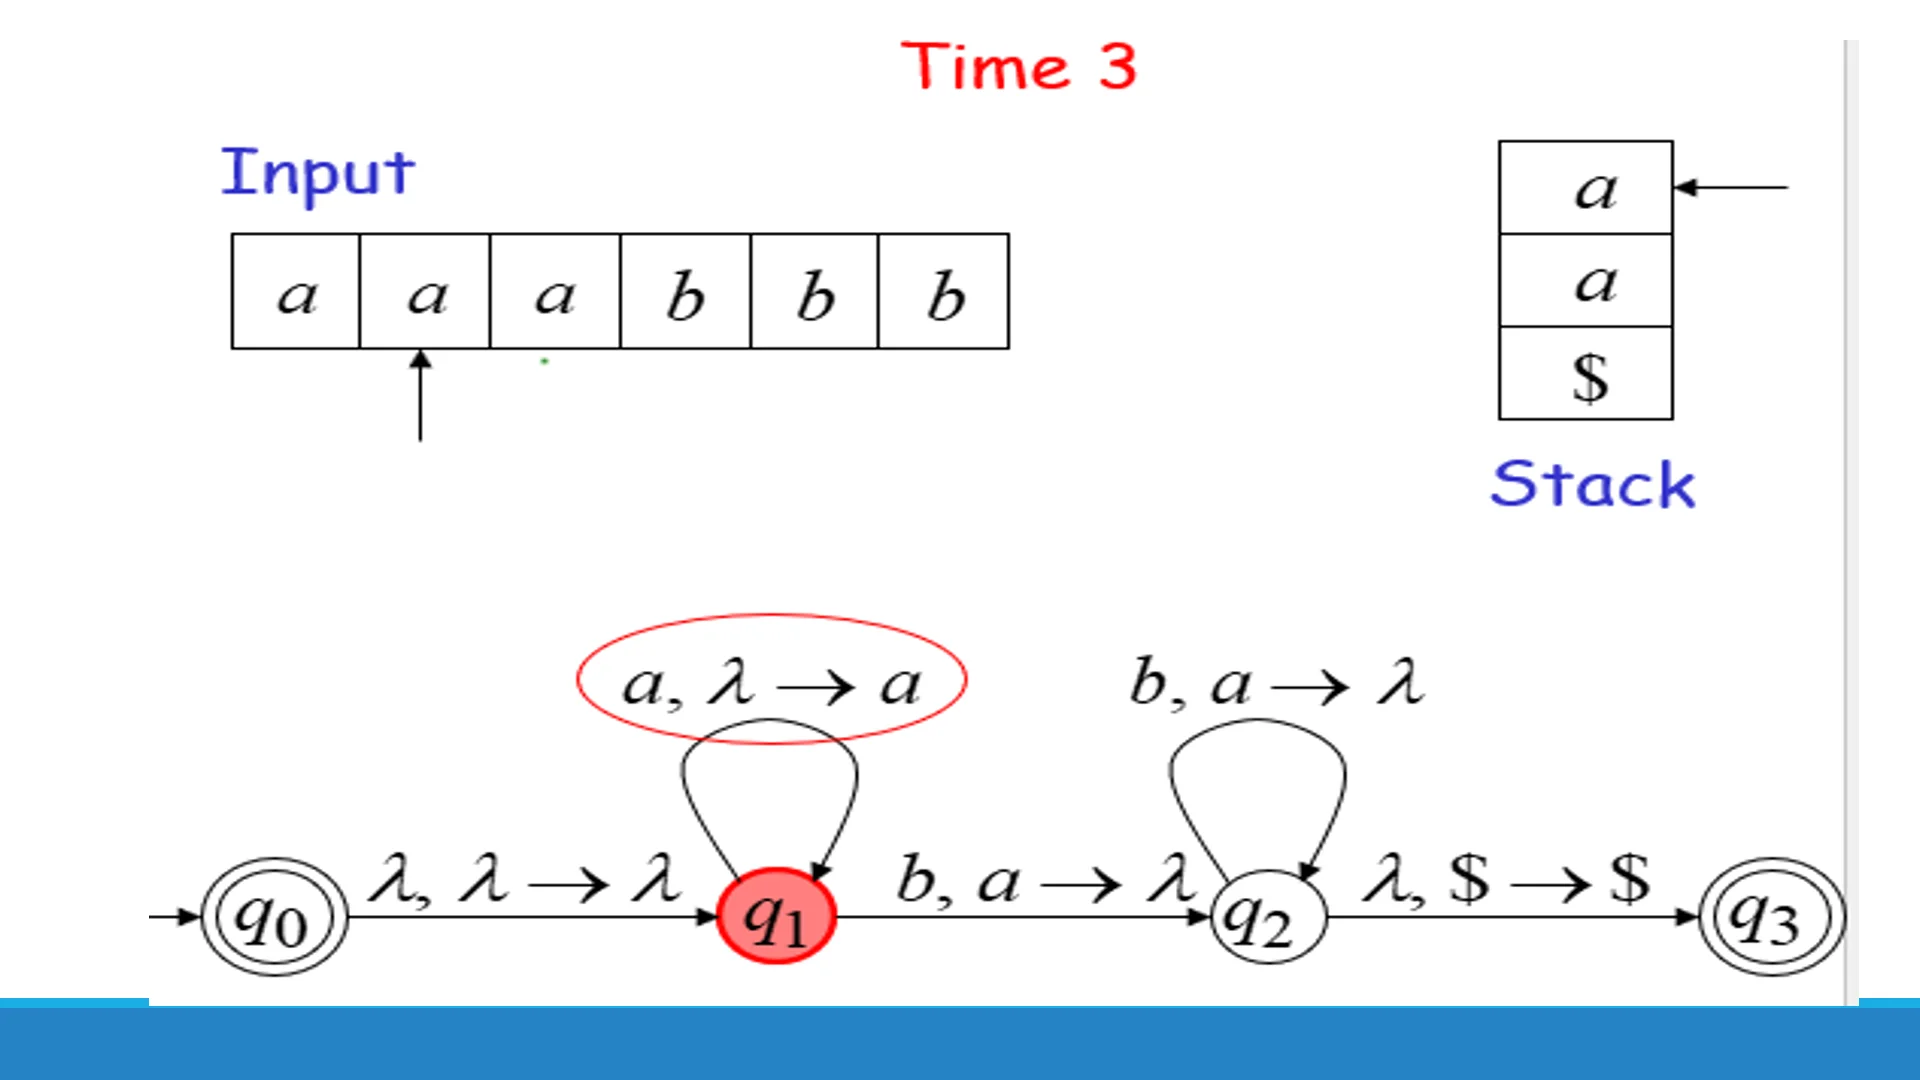 Time 3
Input
a a a b b b
a
a
$
Stack
a, λ → a
b, a → λ
q0 λ, λ → λ q1 b, a → λ q2 λ, $ → $ q3